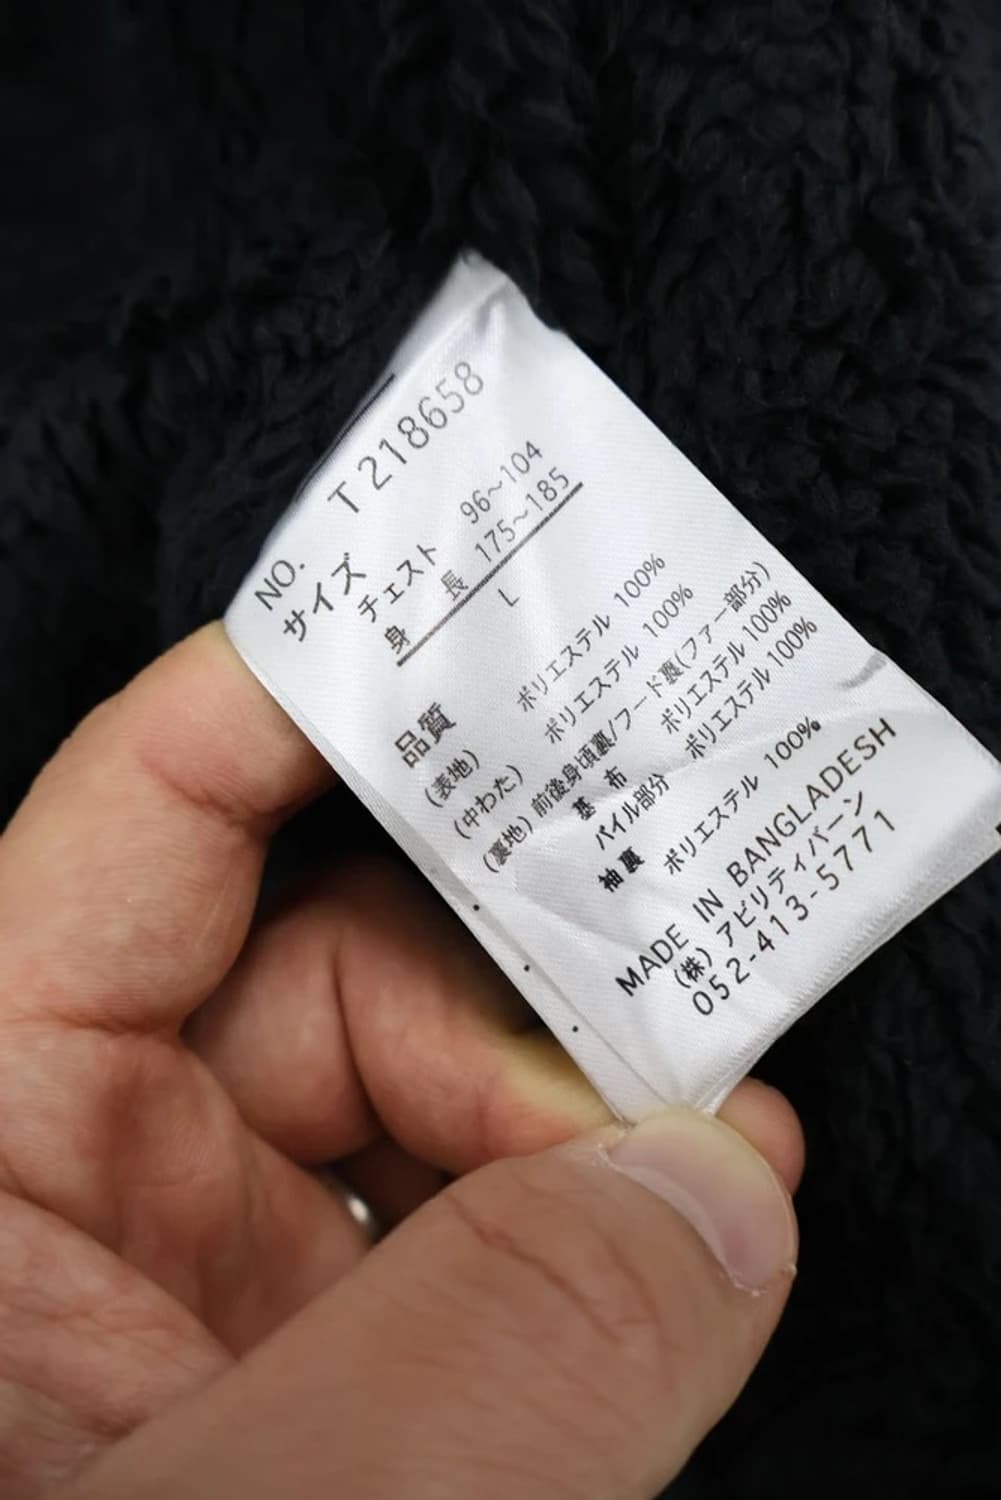 NO. T218658
サイズ
チェスト 96~104
身長 175~185
L
品質
(表地) ポリエステル 100%
(中わた) ポリエステル 100%
(裏地) 前後身頃裏/フード裏(ファー部分)
基布 ポリエステル 100%
パイル部分 ポリエステル 100%
袖裏 ポリエステル 100%
MADE IN BANGLADESH
(株) アビリティバーン
052-413-5771